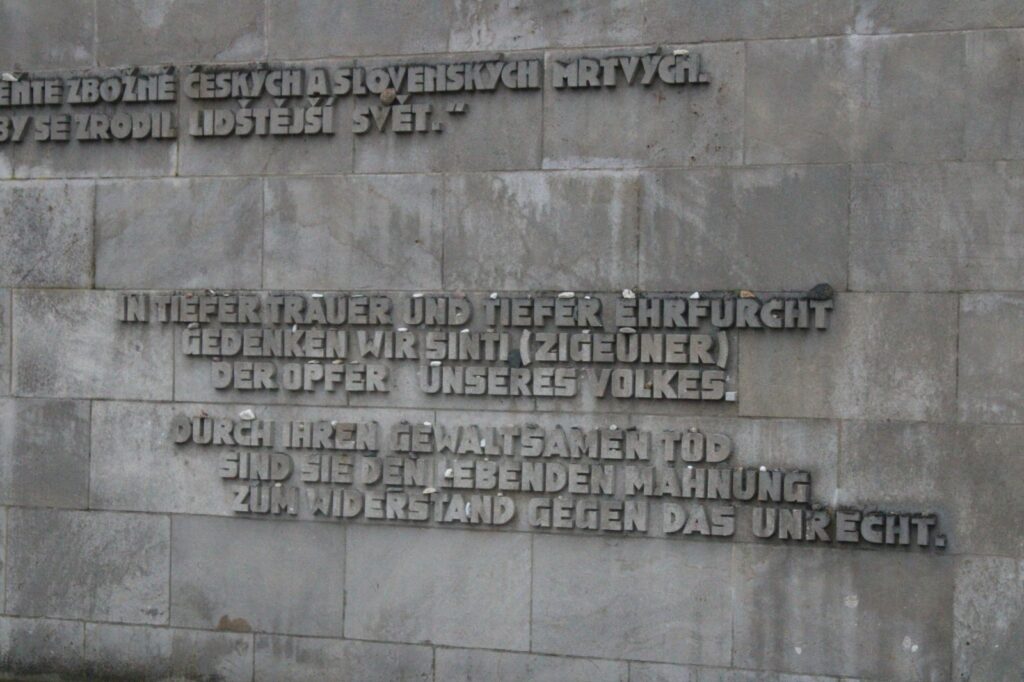 ZBOŽNĚ ČESKÝCH A SLOVENSKÝCH MRTVÝCH.
BY SE ZRODIL LIDŠTĚJŠÍ SVĚT."
IN TIEFER TRAUER UND TIEFER EHRFURCHT
GEDENKEN WIR SINTI (ZIGEUNER)
DER OPFER UNSERES VOLKES.
DURCH IHREN GEWALTSAMEN TOD
SIND SIE DEN LEBENDEN MAHNUNG
ZUM WIDERSTAND GEGEN DAS UNRECHT.